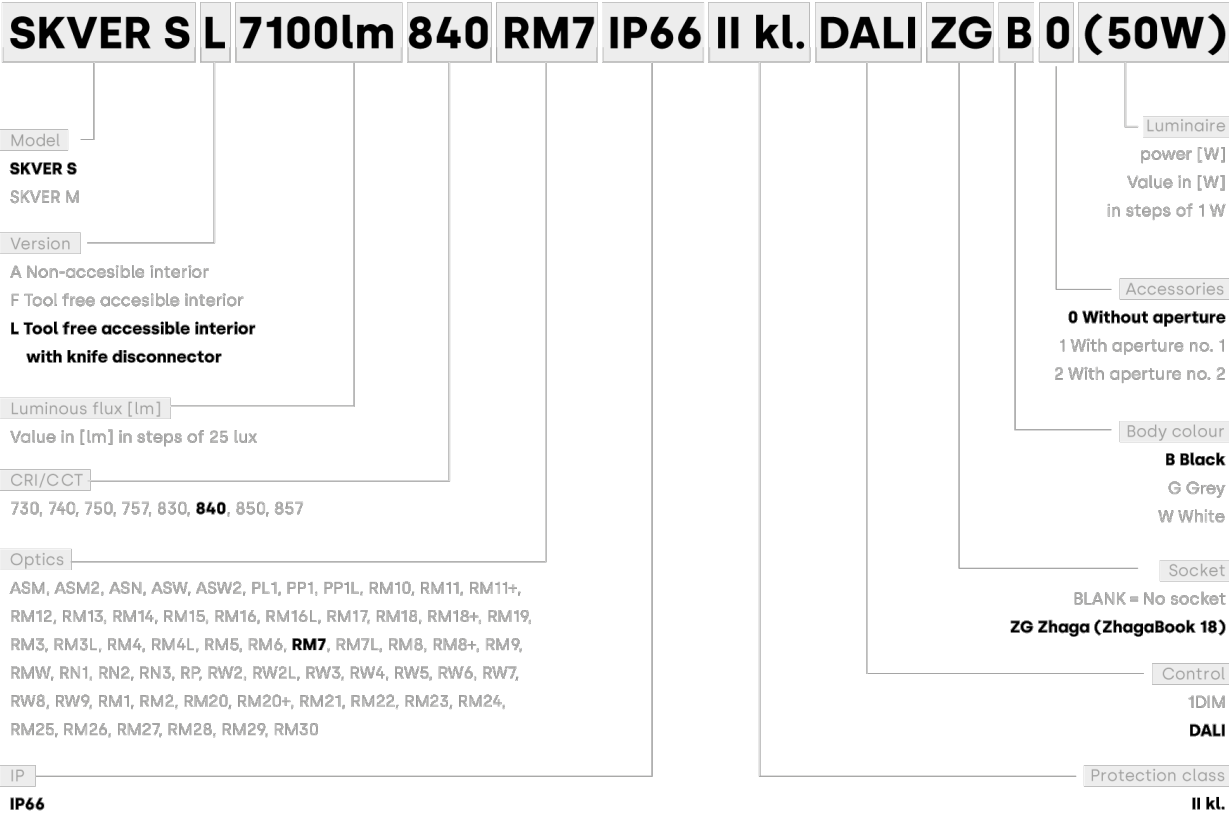 SKVER S L 7100lm 840 RM7 IP66 II kl. DALI ZG B 0 (50W)
Model
SKVER S
SKVER M
Version
A Non-accesible interior
F Tool free accesible interior
L Tool free accessible interior
with knife disconnector
Luminous flux [lm]
Value in [lm] in steps of 25 lux
CRI/CCT
730, 740, 750, 757, 830, 840, 850, 857
Optics
ASM, ASM2, ASN, ASW, ASW2, PL1, PP1, PP1L, RM10, RM11, RM11+,
RM12, RM13, RM14, RM15, RM16, RM16L, RM17, RM18, RM18+, RM19,
RM3, RM3L, RM4, RM4L, RM5, RM6, RM7, RM7L, RM8, RM8+, RM9,
RMW, RN1, RN2, RN3, RP, RW2, RW2L, RW3, RW4, RW5, RW6, RW7,
RW8, RW9, RM1, RM2, RM20, RM20+, RM21, RM22, RM23, RM24,
RM25, RM26, RM27, RM28, RM29, RM30
IP
IP66
Luminaire
power [W]
Value in [W]
in steps of 1 W
Accessories
0 Without aperture
1 With aperture no. 1
2 With aperture no. 2
Body colour
B Black
G Grey
W White
Socket
BLANK = No socket
ZG Zhaga (ZhagaBook 18)
Control
1DIM
DALI
Protection class
II kl.